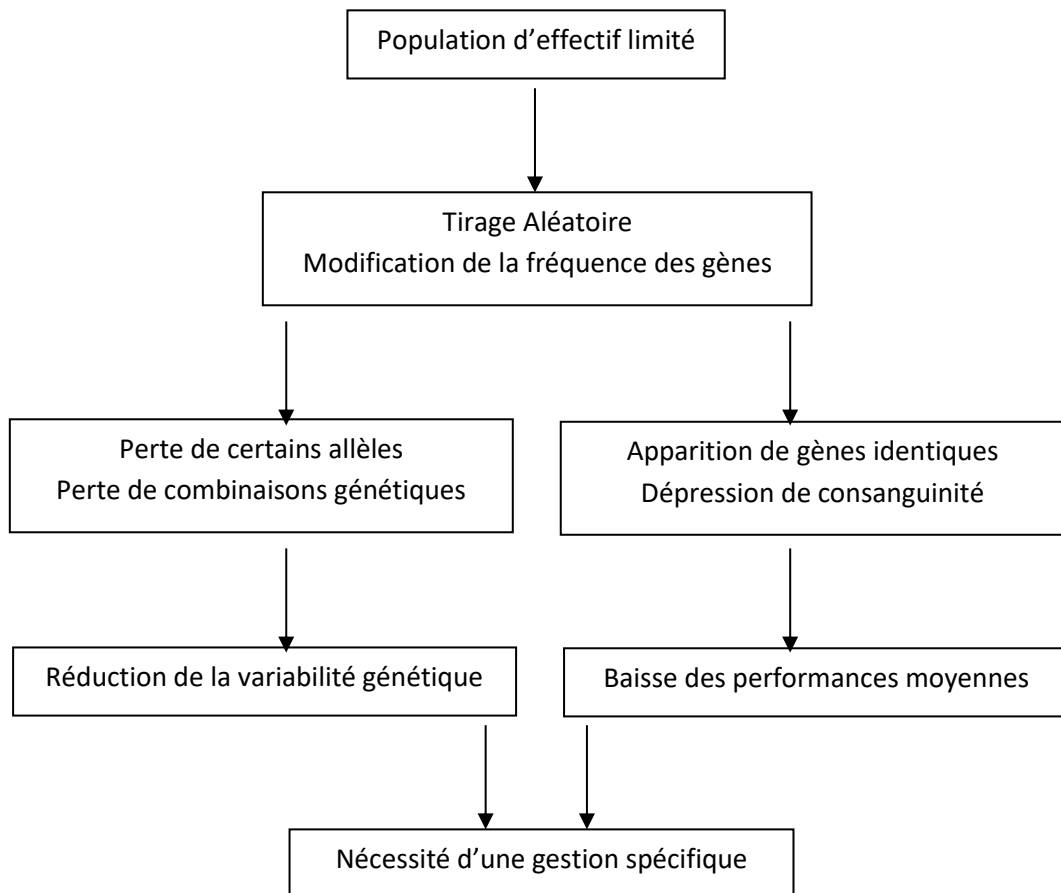 Population d’effectif limité
Tirage Aléatoire
Modification de la fréquence des gènes
Perte de certains allèles
Perte de combinaisons génétiques
Apparition de gènes identiques
Dépression de consanguinité
Réduction de la variabilité génétique
Baisse des performances moyennes
Nécessité d’une gestion spécifique